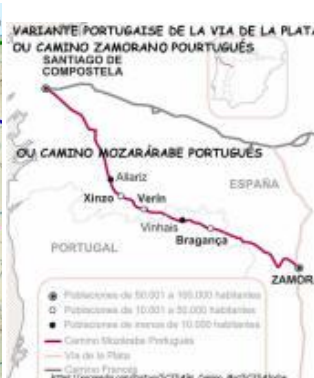 VARIANTE PORTUGAISE DE LA VIA DE LA PLATA
OU CAMINO ZAMORANO POURTUGUÊS
SANTIAGO DE
COMPOSTELA
OU CAMINO MOZARÁRABE PORTUGUÊS
Allariz
ESPAÑA
Xinzo
Verín
Vinhais
Bragança
PORTUGAL
ZAMOR
Poblaciones de 50.001 a 100.000 habitantes
Poblaciones de 10.001 a 50.000 habitantes
Poblaciones de menos de 10.000 habitantes
Camino Mozárabe Portugués
Vía de la Plata
Camino Francés